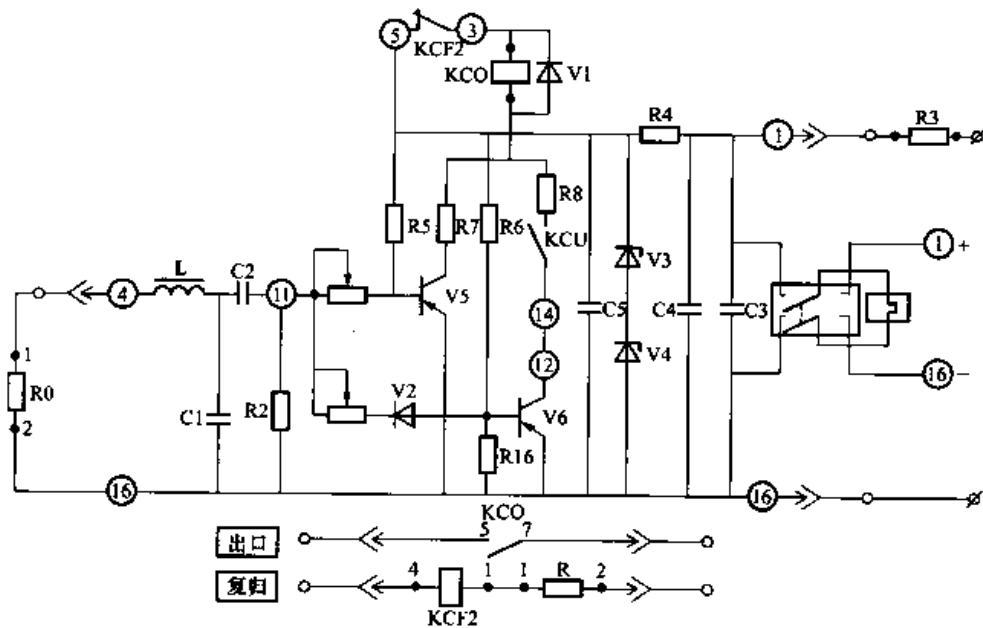 5
KCF2
3
KCO
V1
R4
1
R3
R5
R7
R6
R8
KCU
V3
1 +
4
L
C2
11
V5
14
C5
C4
C3
1
R0
2
C1
R2
V2
12
V4
16 −
V6
R16
16
16
KCO
出口
5
7
复归
4
1
1
R
2
KCF2